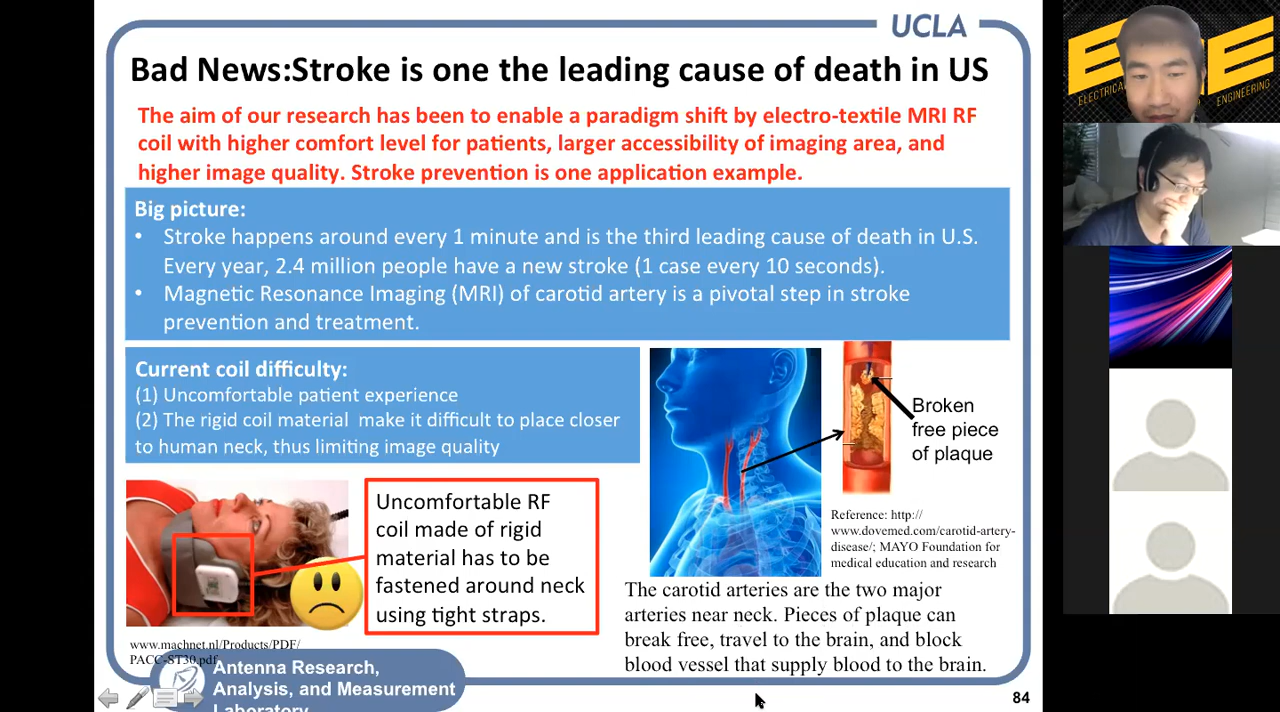 UCLA
Bad News:Stroke is one the leading cause of death in US
The aim of our research has been to enable a paradigm shift by electro-textile MRI RF
coil with higher comfort level for patients, larger accessibility of imaging area, and
higher image quality. Stroke prevention is one application example.
Big picture:
• Stroke happens around every 1 minute and is the third leading cause of death in U.S.
Every year, 2.4 million people have a new stroke (1 case every 10 seconds).
• Magnetic Resonance Imaging (MRI) of carotid artery is a pivotal step in stroke
prevention and treatment.
Current coil difficulty:
(1) Uncomfortable patient experience
(2) The rigid coil material make it difficult to place closer
to human neck, thus limiting image quality
Uncomfortable RF
coil made of rigid
material has to be
fastened around neck
using tight straps.
www.machnet.nl/Products/PDF/
PACC-ST30.pdf
Broken
free piece
of plaque
Reference: http://
www.dovemed.com/carotid-artery-
disease/; MAYO Foundation for
medical education and research
The carotid arteries are the two major
arteries near neck. Pieces of plaque can
break free, travel to the brain, and block
blood vessel that supply blood to the brain.
Antenna Research,
Analysis, and Measurement
Laboratory
84
ELECTRICA
ENGINEERING